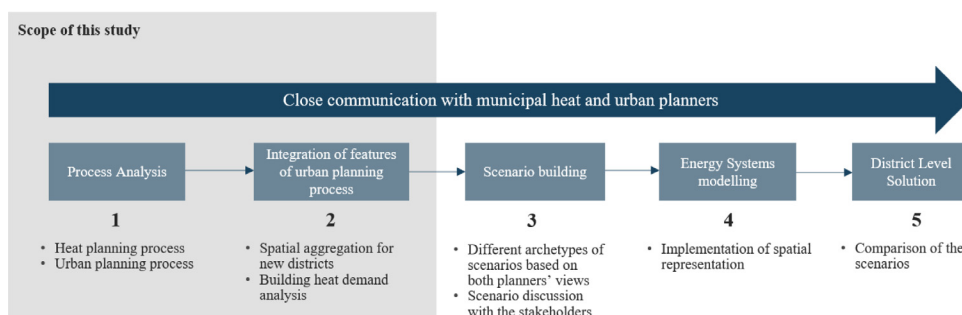 Scope of this study
Close communication with municipal heat and urban planners
Process Analysis
Integration of features
of urban planning
process
Scenario building
Energy Systems
modelling
District Level
Solution
1
2
3
4
5
• Heat planning process
• Urban planning process
• Spatial aggregation for
new districts
• Building heat demand
analysis
• Different archetypes of
scenarios based on
both planners' views
• Scenario discussion
with the stakeholders
• Implementation of spatial
representation
• Comparison of the
scenarios